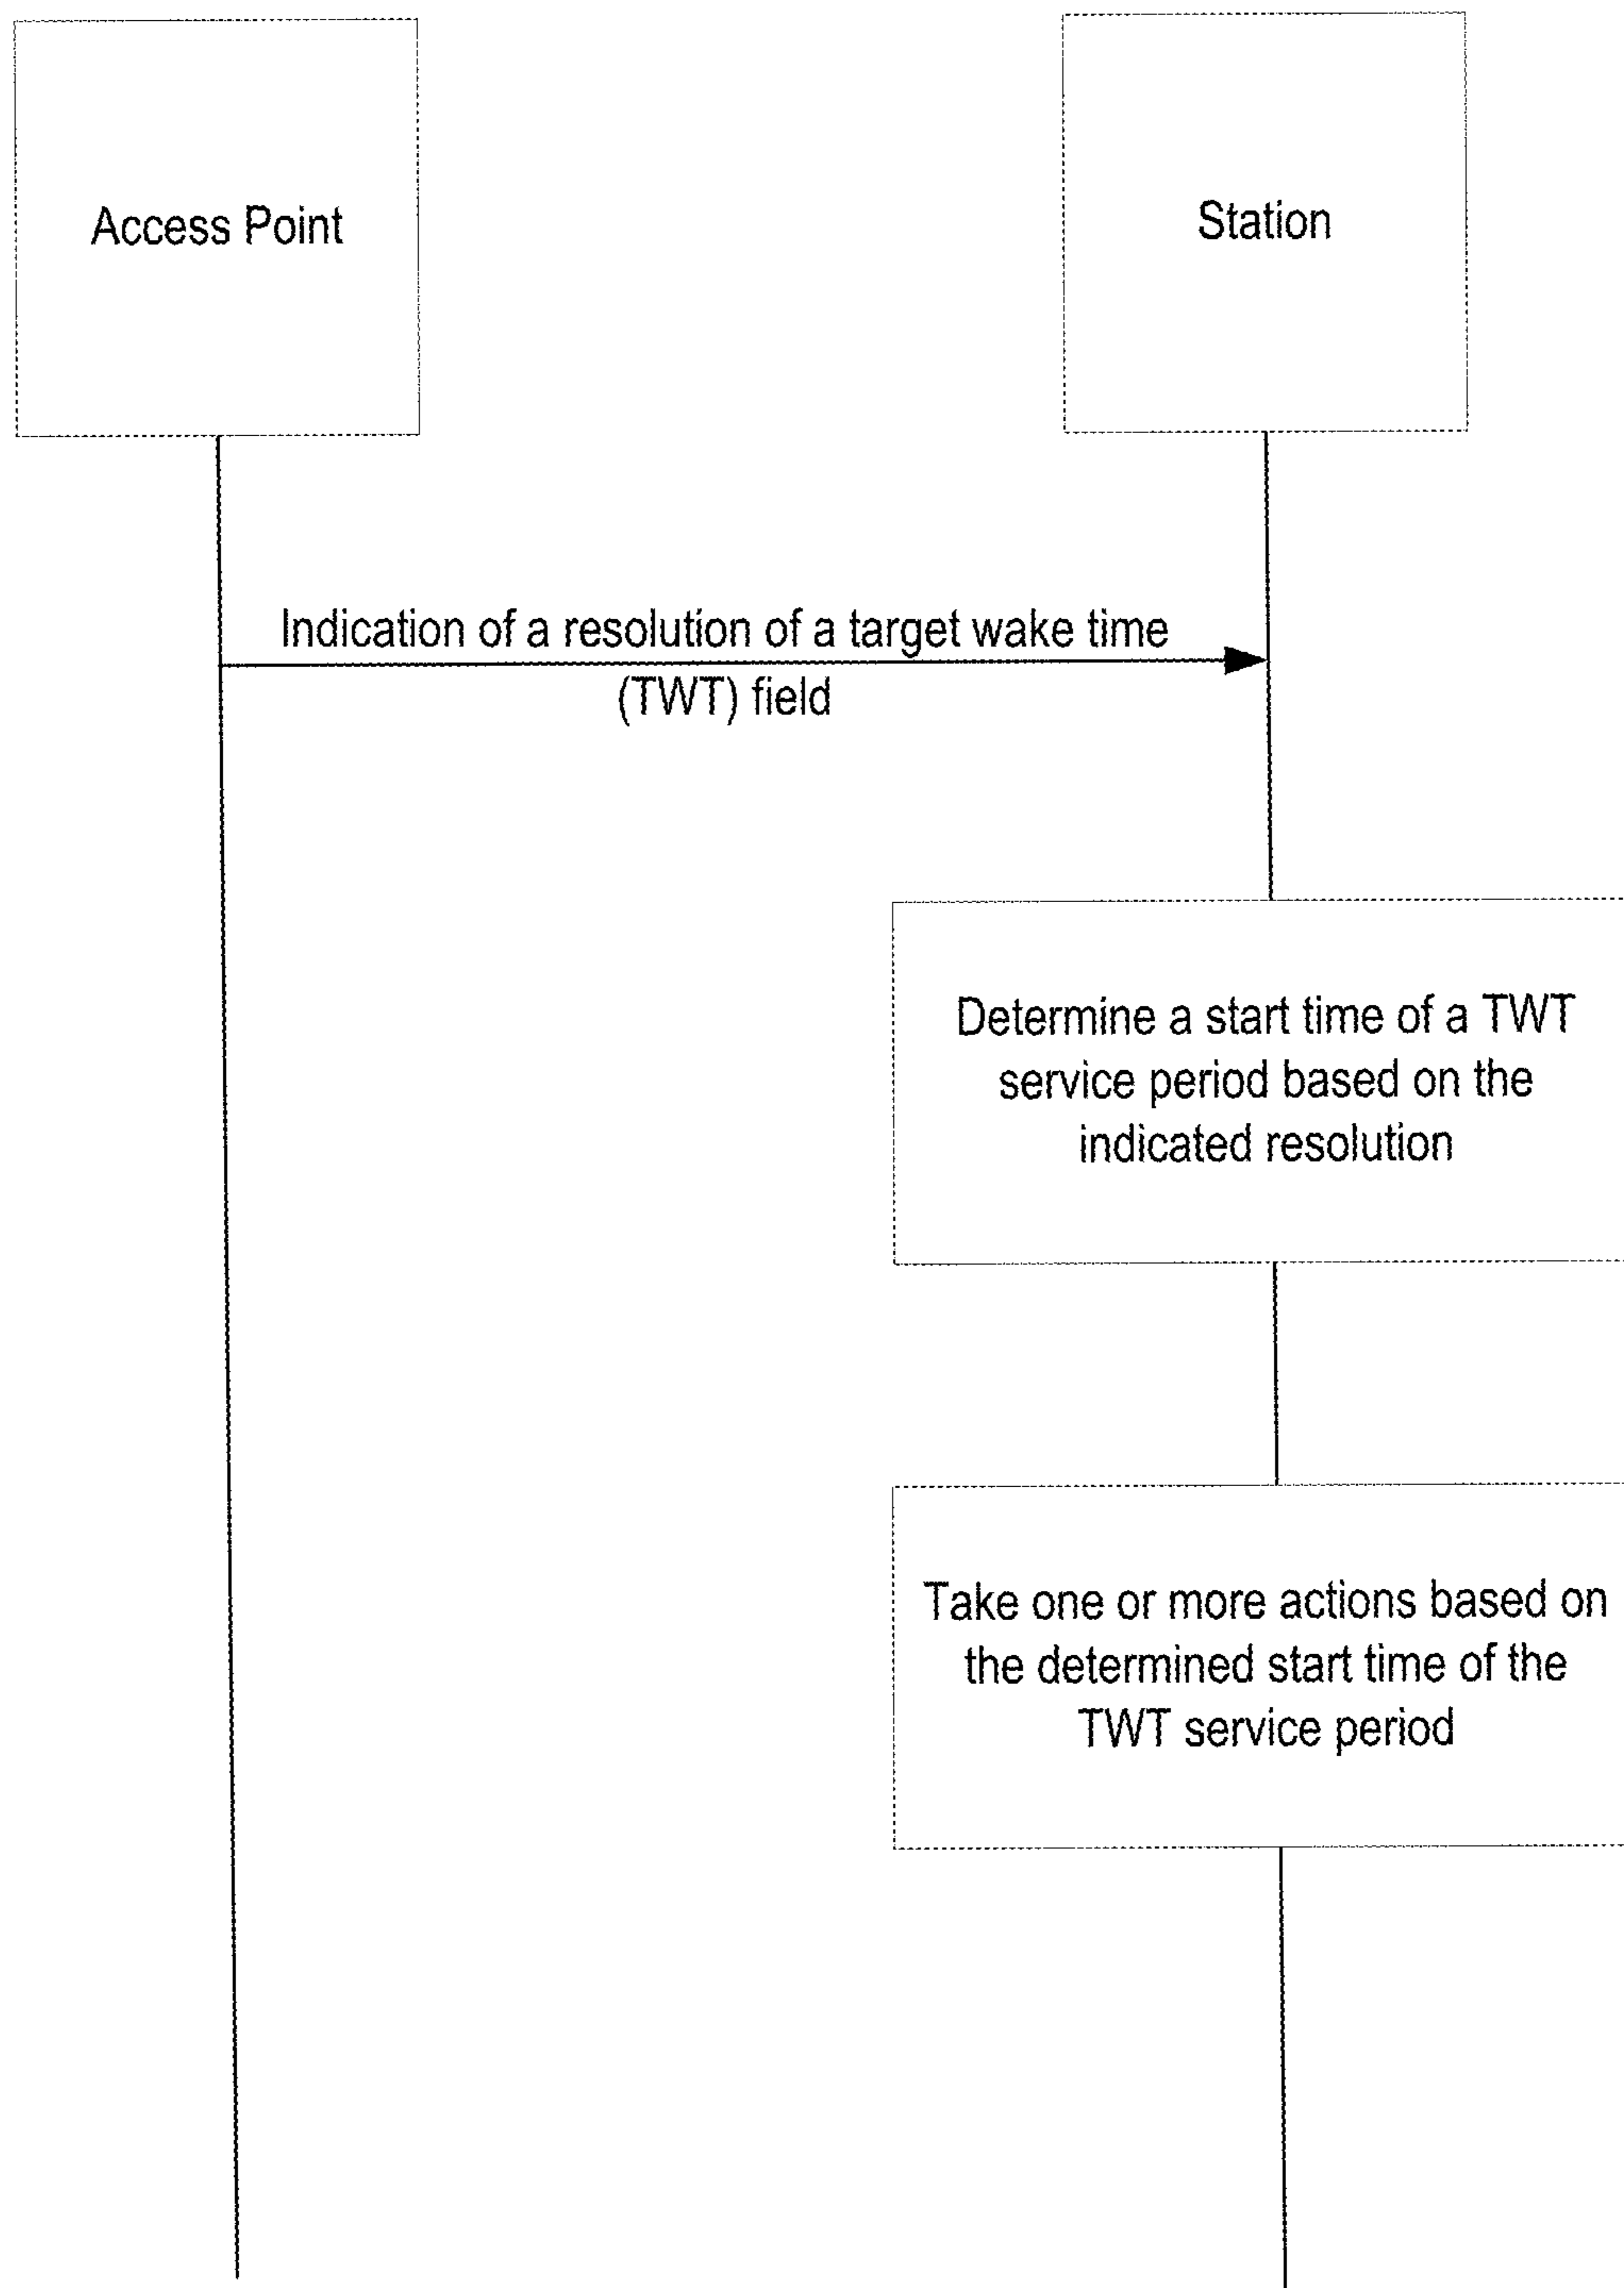 Access Point
Station
Indication of a resolution of a target wake time
(TWT) field
Determine a start time of a TWT
service period based on the
indicated resolution
Take one or more actions based on
the determined start time of the
TWT service period